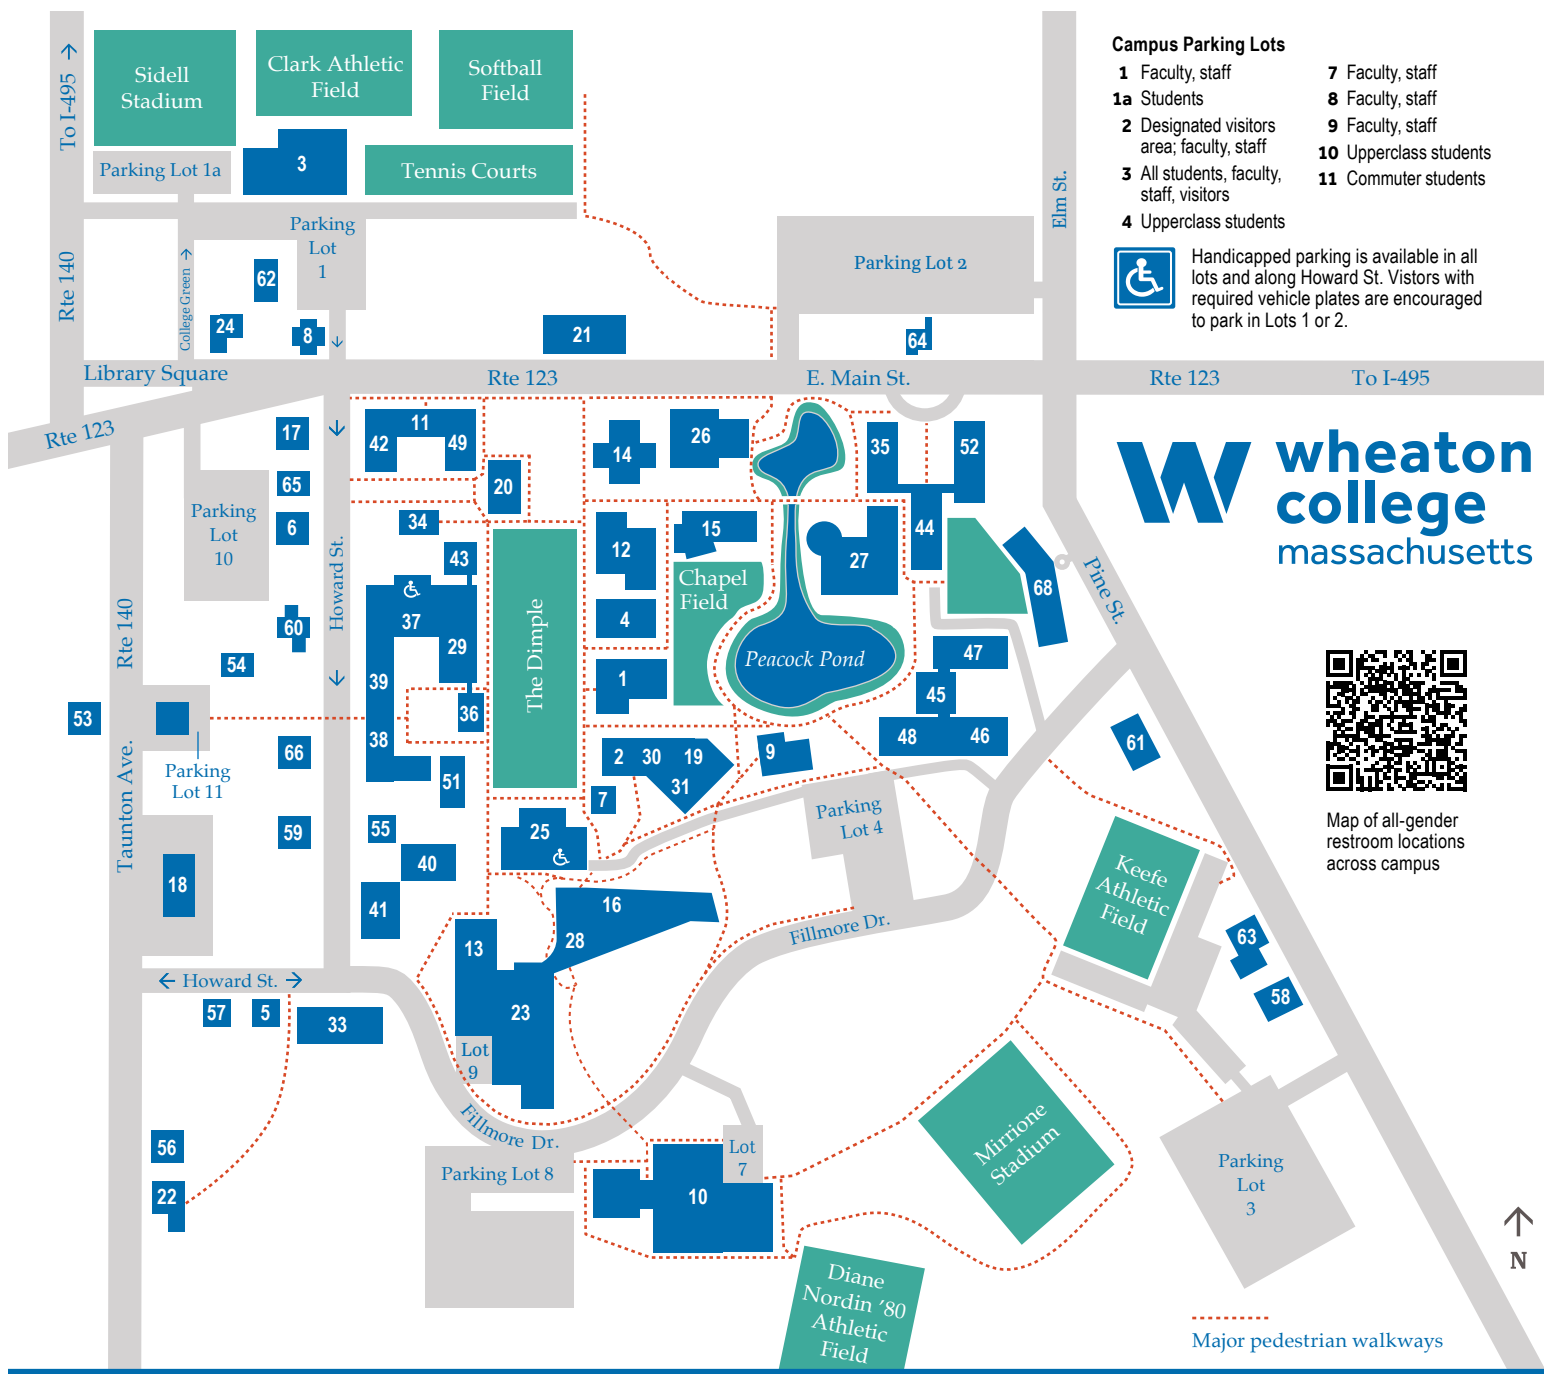 Campus Parking Lots
1 Faculty, staff
1a Students
2 Designated visitors
area; faculty, staff
3 All students, faculty,
staff, visitors
4 Upperclass students
7 Faculty, staff
8 Faculty, staff
9 Faculty, staff
10 Upperclass students
11 Commuter students
Handicapped parking is available in all
lots and along Howard St. Vistors with
required vehicle plates are encouraged
to park in Lots 1 or 2.
To I-495 →
Sidell
Stadium
Clark Athletic
Field
Softball
Field
Parking Lot 1a
3
Tennis Courts
Rte 140
College Green →
Parking
Lot
1
62
24
8
21
Parking Lot 2
64
Elm St.
Library Square
Rte 123
E. Main St.
Rte 123
To I-495
Rte 123
wheaton
college
massachusetts
17
11
42
49
14
26
35
52
65
20
Parking
Lot
10
6
34
12
15
44
43
27
Howard St.
Chapel
Field
68
Pine St.
37
The Dimple
4
Rte 140
60
29
47
54
Peacock Pond
39
1
45
53
36
38
48
46
66
2
30
19
9
61
Parking
Lot 11
51
31
7
Taunton Ave.
Parking
Lot 4
59
55
25
40
Map of all-gender
restroom locations
across campus
Keefe
Athletic
Field
18
41
16
Fillmore Dr.
13
28
63
← Howard St. →
58
57
5
33
23
Lot
9
Fillmore Dr.
56
22
Parking Lot 8
Lot
7
10
Mirrione
Stadium
Parking
Lot
3
Diane
Nordin '80
Athletic
Field
N
Major pedestrian walkways